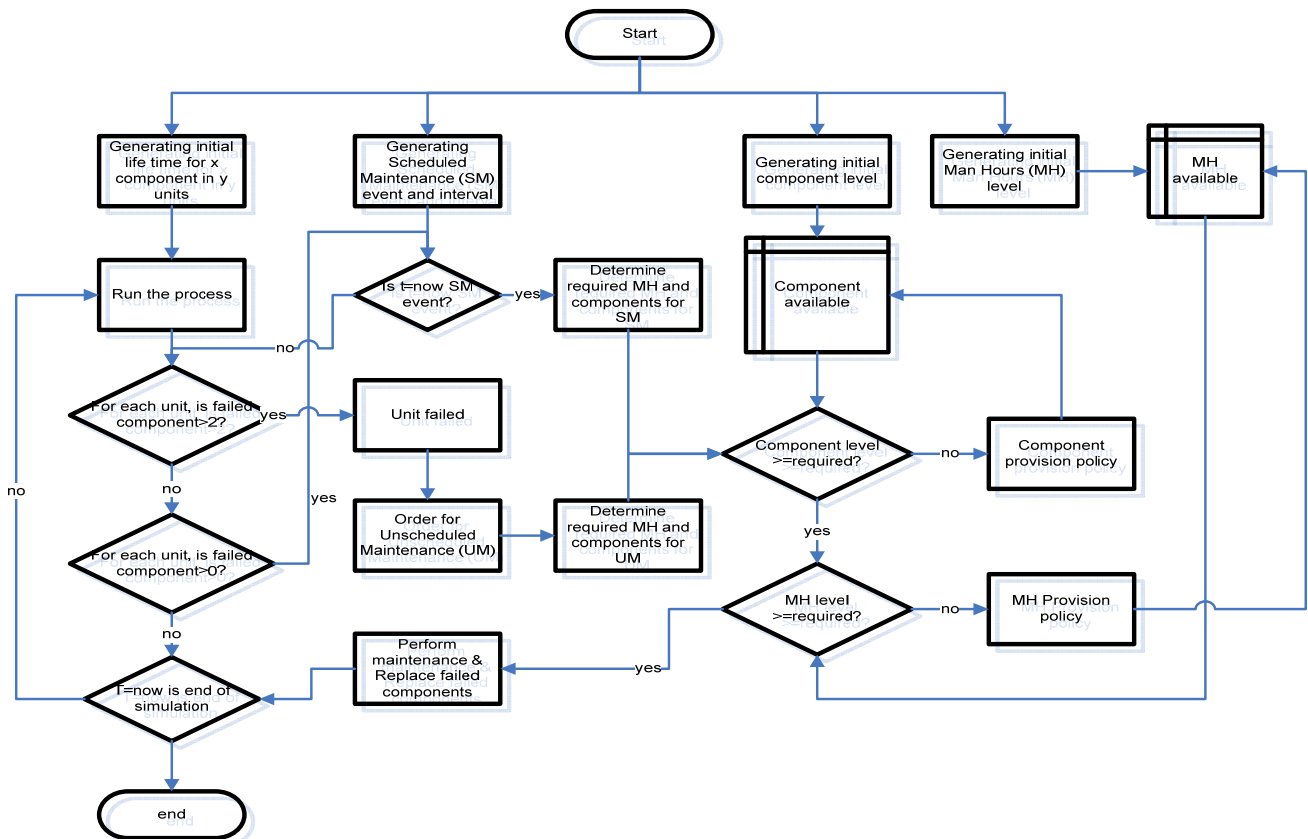 Start
Generating initial
life time for x
component in y
units
Generating
Scheduled
Maintenance (SM)
event and interval
Generating initial
component level
Generating initial
Man Hours (MH)
level
MH
available
Run the process
Is t=now SM
event?
yes
Determine
required MH and
components for
SM
Component
available
no
For each unit, is failed
component>2?
yes
Unit failed
Component level
>=required?
no
Component
provision policy
no
no
yes
Order for
Unscheduled
Maintenance (UM)
Determine
required MH and
components for
UM
yes
For each unit, is failed
component>0?
MH level
>=required?
no
MH Provision
policy
no
Perform
maintenance &
Replace failed
components
yes
T=now is end of
simulation
end